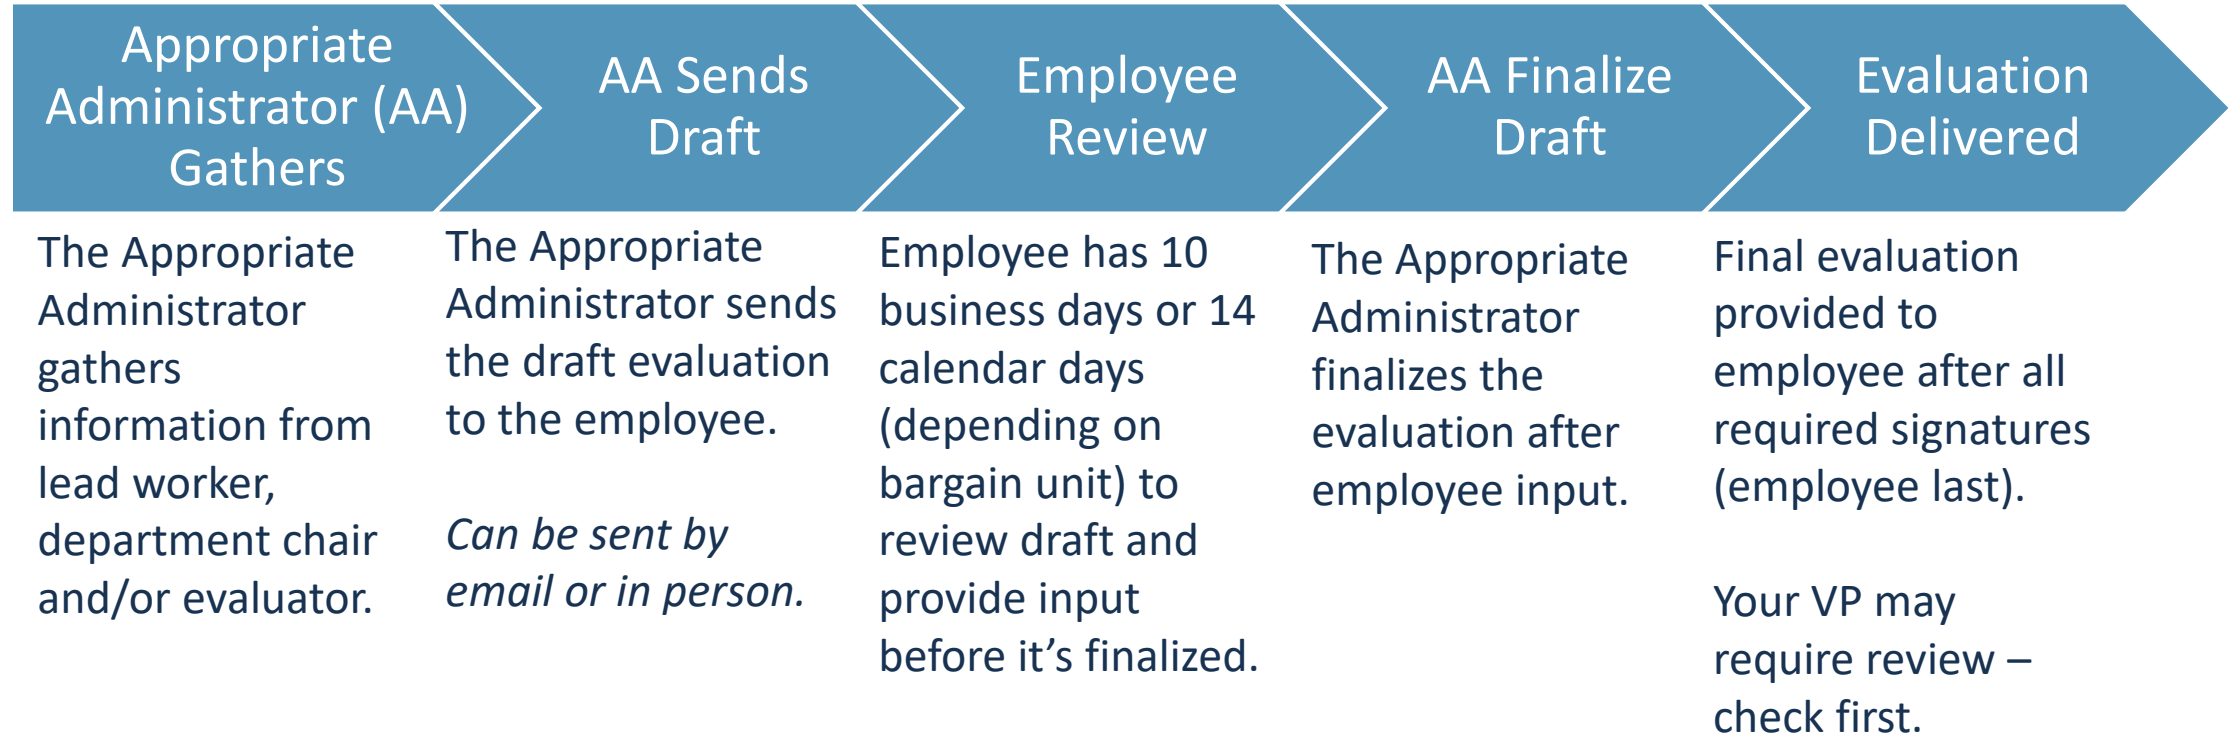 Appropriate
Administrator (AA)
Gathers
AA Sends
Draft
Employee
Review
AA Finalize
Draft
Evaluation
Delivered
The Appropriate
Administrator
gathers
information from
lead worker,
department chair
and/or evaluator.
The Appropriate
Administrator sends
the draft evaluation
to the employee.
Can be sent by
email or in person.
Employee has 10
business days or 14
calendar days
(depending on
bargain unit) to
review draft and
provide input
before it’s finalized.
The Appropriate
Administrator
finalizes the
evaluation after
employee input.
Final evaluation
provided to
employee after all
required signatures
(employee last).
Your VP may
require review –
check first.